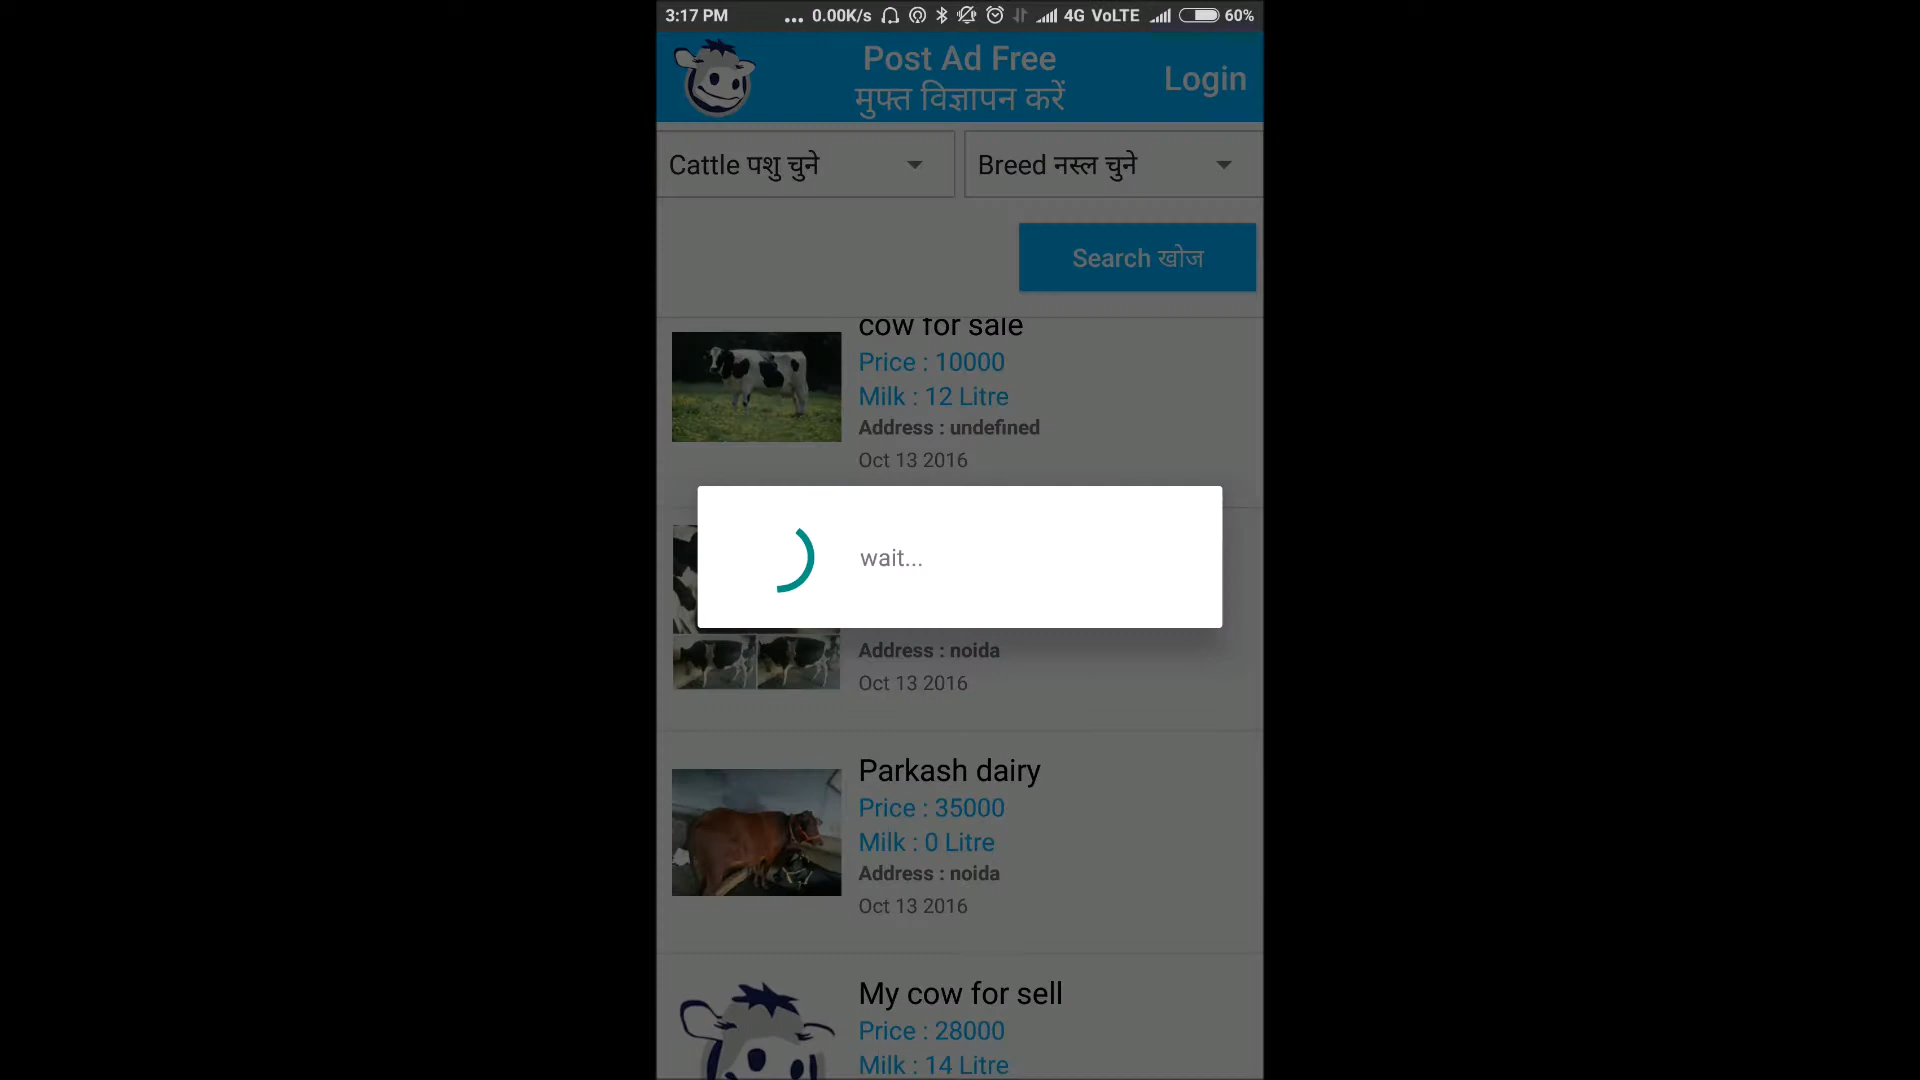 3:17 PM ... 0.00K/s 4G VoLTE 60%
Post Ad Free
मुफ्त विज्ञापन करें
Login
Cattle पशु चुने
Breed नस्ल चुने
Search खोज
cow for sale
Price : 10000
Milk : 12 Litre
Address : undefined
Oct 13 2016
wait...
Address : noida
Oct 13 2016
Parkash dairy
Price : 35000
Milk : 0 Litre
Address : noida
Oct 13 2016
My cow for sell
Price : 28000
Milk : 14 Litre